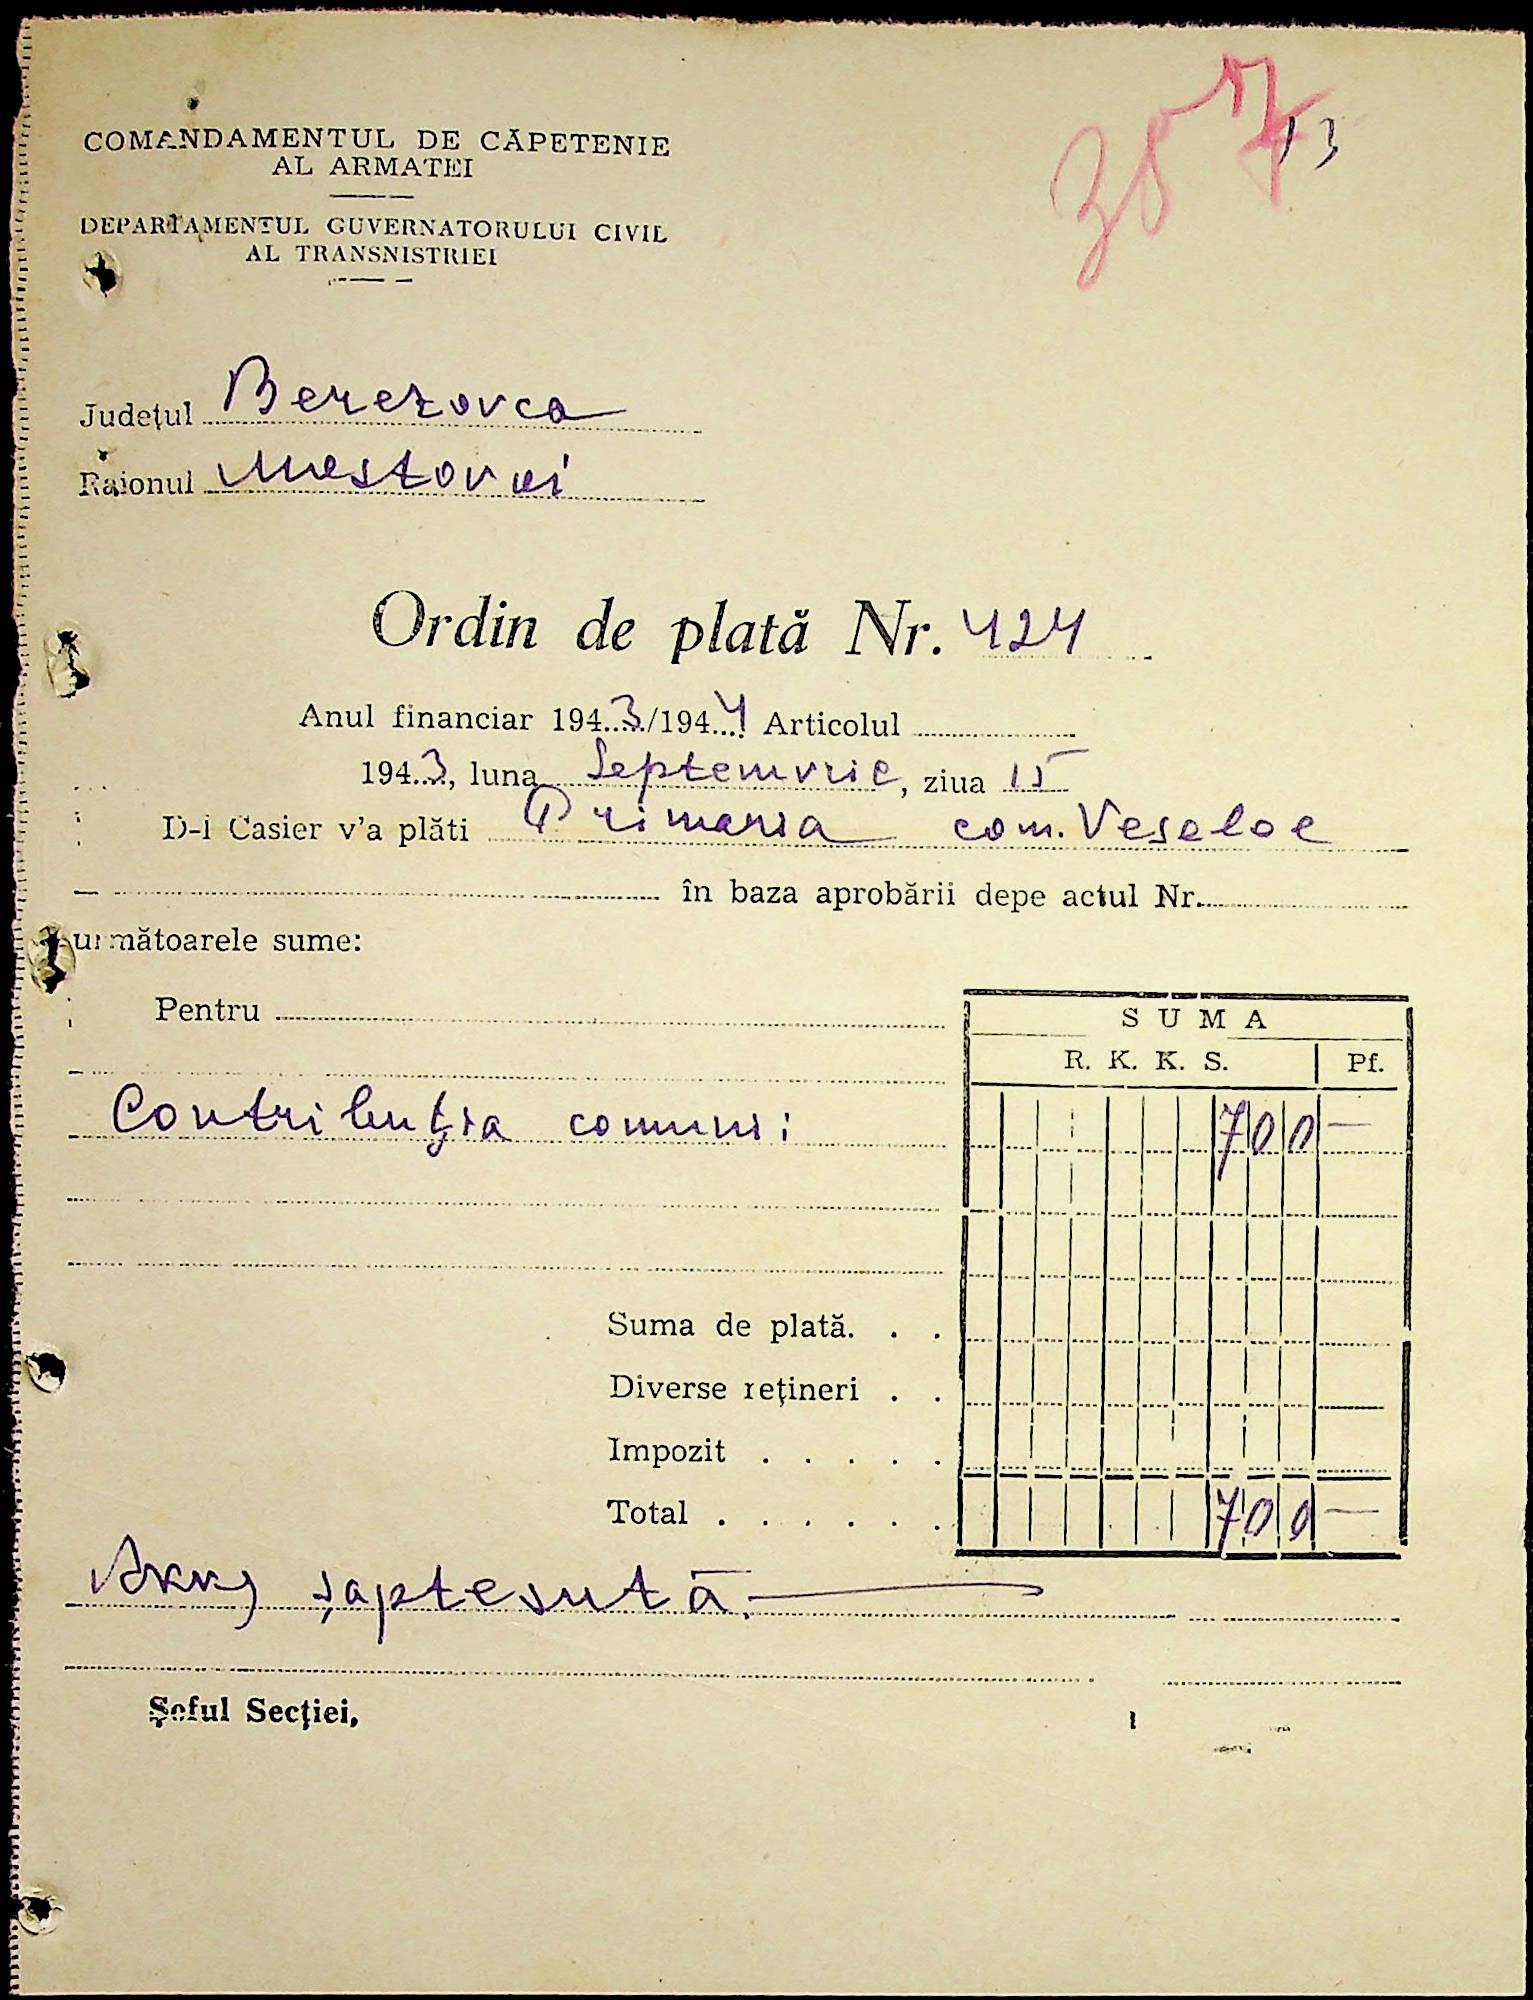 13
COMANDAMENTUL DE CĂPETENIE
AL ARMATEI
DEPARTAMENTUL GUVERNATORULUI CIVIL
AL TRANSNISTRIEI
Județul Berezovca
Raionul Mostovoi
Ordin de plată Nr. 424
Anul financiar 1943/1944 Articolul
1943, luna Septemvrie, ziua 15
D-l Casier v'a plăti Primaria com. Veseloe
în baza aprobării depe actul Nr.
următoarele sume:
Pentru
SUMA
R. K. K. S. Pf.
Contribuția comunei 700 —
Suma de plată. . .
Diverse rețineri . .
Impozit . . . . .
Total . . . . . . 700 —
șaptesută.
Șeful Secției,